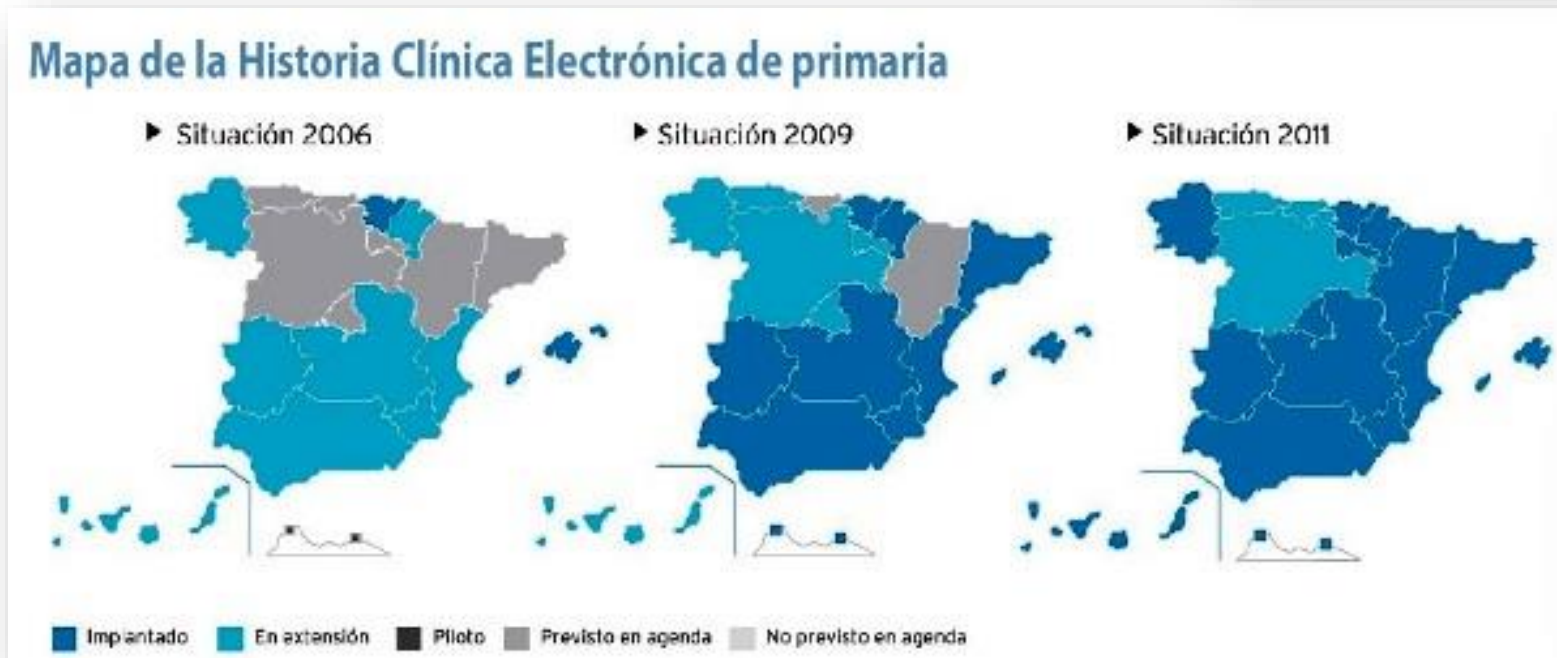 Mapa de la Historia Clínica Electrónica de primaria
Situación 2006
Situación 2009
Situación 2011
Implantado
En extensión
Piloto
Previsto en agenda
No previsto en agenda